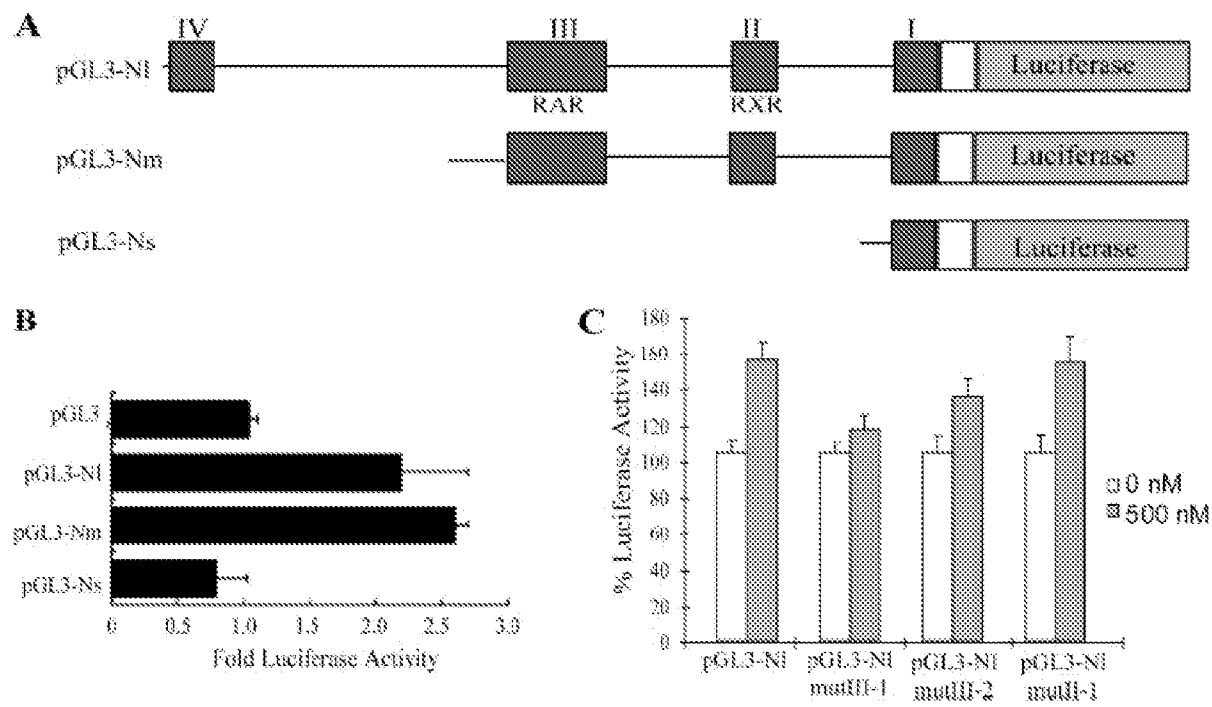 A
IV III II I
pGL3-Nl Luciferase
RAR RXR
pGL3-Nm Luciferase
pGL3-Ns Luciferase
B
pGL3
pGL3-Nl
pGL3-Nm
pGL3-Ns
0 0.5 1.0 2.0 2.5 3.0
Fold Luciferase Activity
C
% Luciferase Activity
180
160
140
120
100
80
60
40
20
0
0 nM
500 nM
pGL3-Nl pGL3-Nl pGL3-Nl pGL3-Nl
mutIII-1 mutIII-2 mutII-1